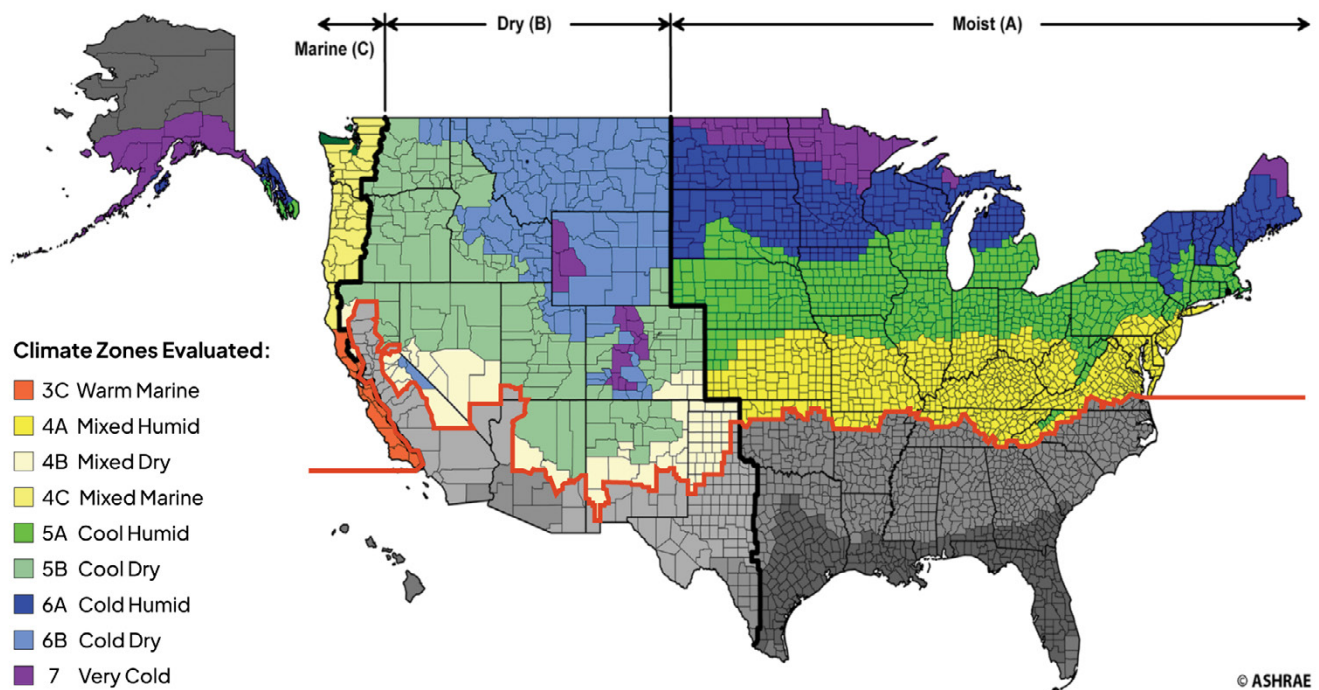 Marine (C)
Dry (B)
Moist (A)
Climate Zones Evaluated:
3C Warm Marine
4A Mixed Humid
4B Mixed Dry
4C Mixed Marine
5A Cool Humid
5B Cool Dry
6A Cold Humid
6B Cold Dry
7 Very Cold
© ASHRAE